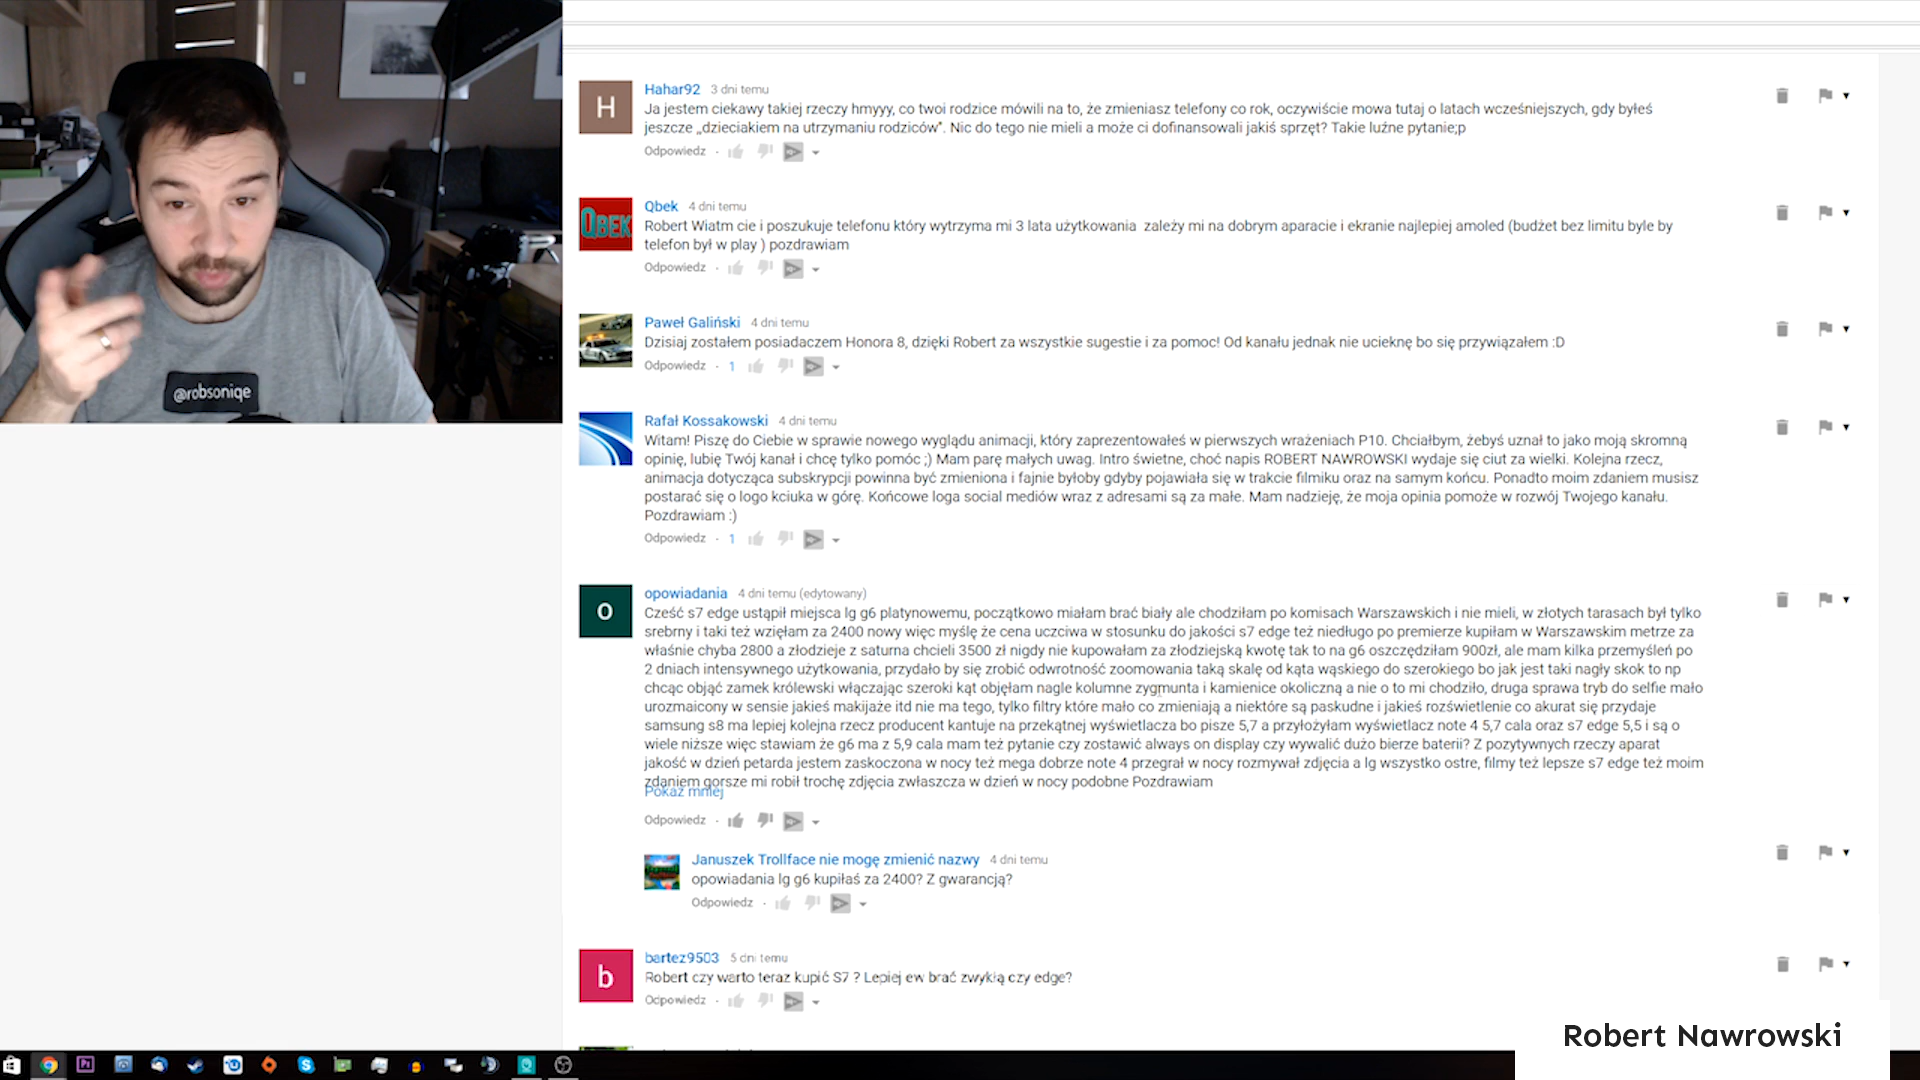 POWERLUX
@robsoniqe
H
Hahar92 3 dni temu
Ja jestem ciekawy takiej rzeczy hmyyy, co twoi rodzice mówili na to, że zmieniasz telefony co rok, oczywiście mowa tutaj o latach wcześniejszych, gdy byłeś
jeszcze „dzieciakiem na utrzymaniu rodziców". Nic do tego nie mieli a może ci dofinansowali jakiś sprzęt? Takie luźne pytanie;p
Odpowiedz ·
QBEK
Qbek 4 dni temu
Robert Wiatm cie i poszukuje telefonu który wytrzyma mi 3 lata użytkowania zależy mi na dobrym aparacie i ekranie najlepiej amoled (budżet bez limitu byle by
telefon był w play ) pozdrawiam
Odpowiedz ·
Paweł Galiński 4 dni temu
Dzisiaj zostałem posiadaczem Honora 8, dzięki Robert za wszystkie sugestie i za pomoc! Od kanału jednak nie ucieknę bo się przywiązałem :D
Odpowiedz · 1
Rafał Kossakowski 4 dni temu
Witam! Piszę do Ciebie w sprawie nowego wyglądu animacji, który zaprezentowałeś w pierwszych wrażeniach P10. Chciałbym, żebyś uznał to jako moją skromną
opinię, lubię Twój kanał i chcę tylko pomóc ;) Mam parę małych uwag. Intro świetne, choć napis ROBERT NAWROWSKI wydaje się ciut za wielki. Kolejna rzecz,
animacja dotycząca subskrypcji powinna być zmieniona i fajnie byłoby gdyby pojawiała się w trakcie filmiku oraz na samym końcu. Ponadto moim zdaniem musisz
postarać się o logo kciuka w górę. Końcowe loga social mediów wraz z adresami są za małe. Mam nadzieję, że moja opinia pomoże w rozwój Twojego kanału.
Pozdrawiam :)
Odpowiedz · 1
o
opowiadania 4 dni temu (edytowany)
Cześć s7 edge ustąpił miejsca lg g6 platynowemu, początkowo miałam brać biały ale chodziłam po komisach Warszawskich i nie mieli, w złotych tarasach był tylko
srebrny i taki też wzięłam za 2400 nowy więc myślę że cena uczciwa w stosunku do jakości s7 edge też niedługo po premierze kupiłam w Warszawskim metrze za
właśnie chyba 2800 a złodzieje z saturna chcieli 3500 zł nigdy nie kupowałam za złodziejską kwotę tak to na g6 oszczędziłam 900zł, ale mam kilka przemyśleń po
2 dniach intensywnego użytkowania, przydało by się zrobić odwrotność zoomowania taką skalę od kąta wąskiego do szerokiego bo jak jest taki nagły skok to np
chcąc objąć zamek królewski włączając szeroki kąt objęłam nagle kolumne zygmunta i kamienice okoliczną a nie o to mi chodziło, druga sprawa tryb do selfie mało
urozmaicony w sensie jakieś makijaże itd nie ma tego, tylko filtry które mało co zmieniają a niektóre są paskudne i jakieś rozświetlenie co akurat się przydaje
samsung s8 ma lepiej kolejna rzecz producent kantuje na przekątnej wyświetlacza bo pisze 5,7 a przyłożyłam wyświetlacz note 4 5,7 cala oraz s7 edge 5,5 i są o
wiele niższe więc stawiam że g6 ma z 5,9 cala mam też pytanie czy zostawić always on display czy wywalić dużo bierze baterii? Z pozytywnych rzeczy aparat
jakość w dzień petarda jestem zaskoczona w nocy też mega dobrze note 4 przegrał w nocy rozmywał zdjęcia a lg wszystko ostre, filmy też lepsze s7 edge też moim
zdaniem gorsze mi robił trochę zdjęcia zwłaszcza w dzień w nocy podobne Pozdrawiam
Pokaż mniej
Odpowiedz ·
Januszek Trollface nie mogę zmienić nazwy 4 dni temu
opowiadania lg g6 kupiłaś za 2400? Z gwarancją?
Odpowiedz ·
b
bartez9503 5 dni temu
Robert czy warto teraz kupić S7 ? Lepiej ew brać zwykłą czy edge?
Odpowiedz ·
Robert Nawrowski